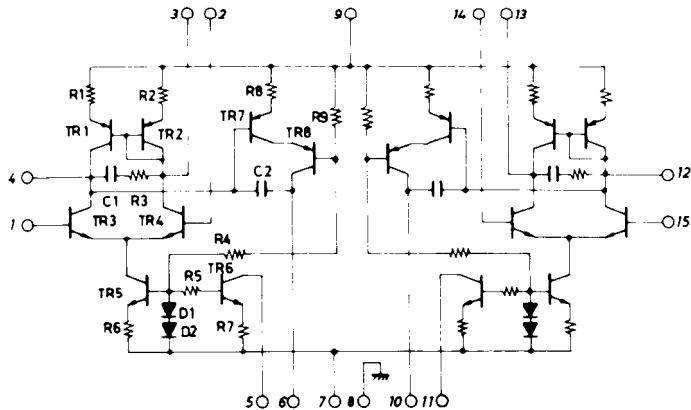 3 2 9 14 13
R1 R2 R8
TR7 R9
TR1 TR2 TR8
4 C2 12
C1 R3
1 TR3 TR4 15
R4
R5 TR6
TR5 D1
R6 D2 R7
5 6 7 8 10 11